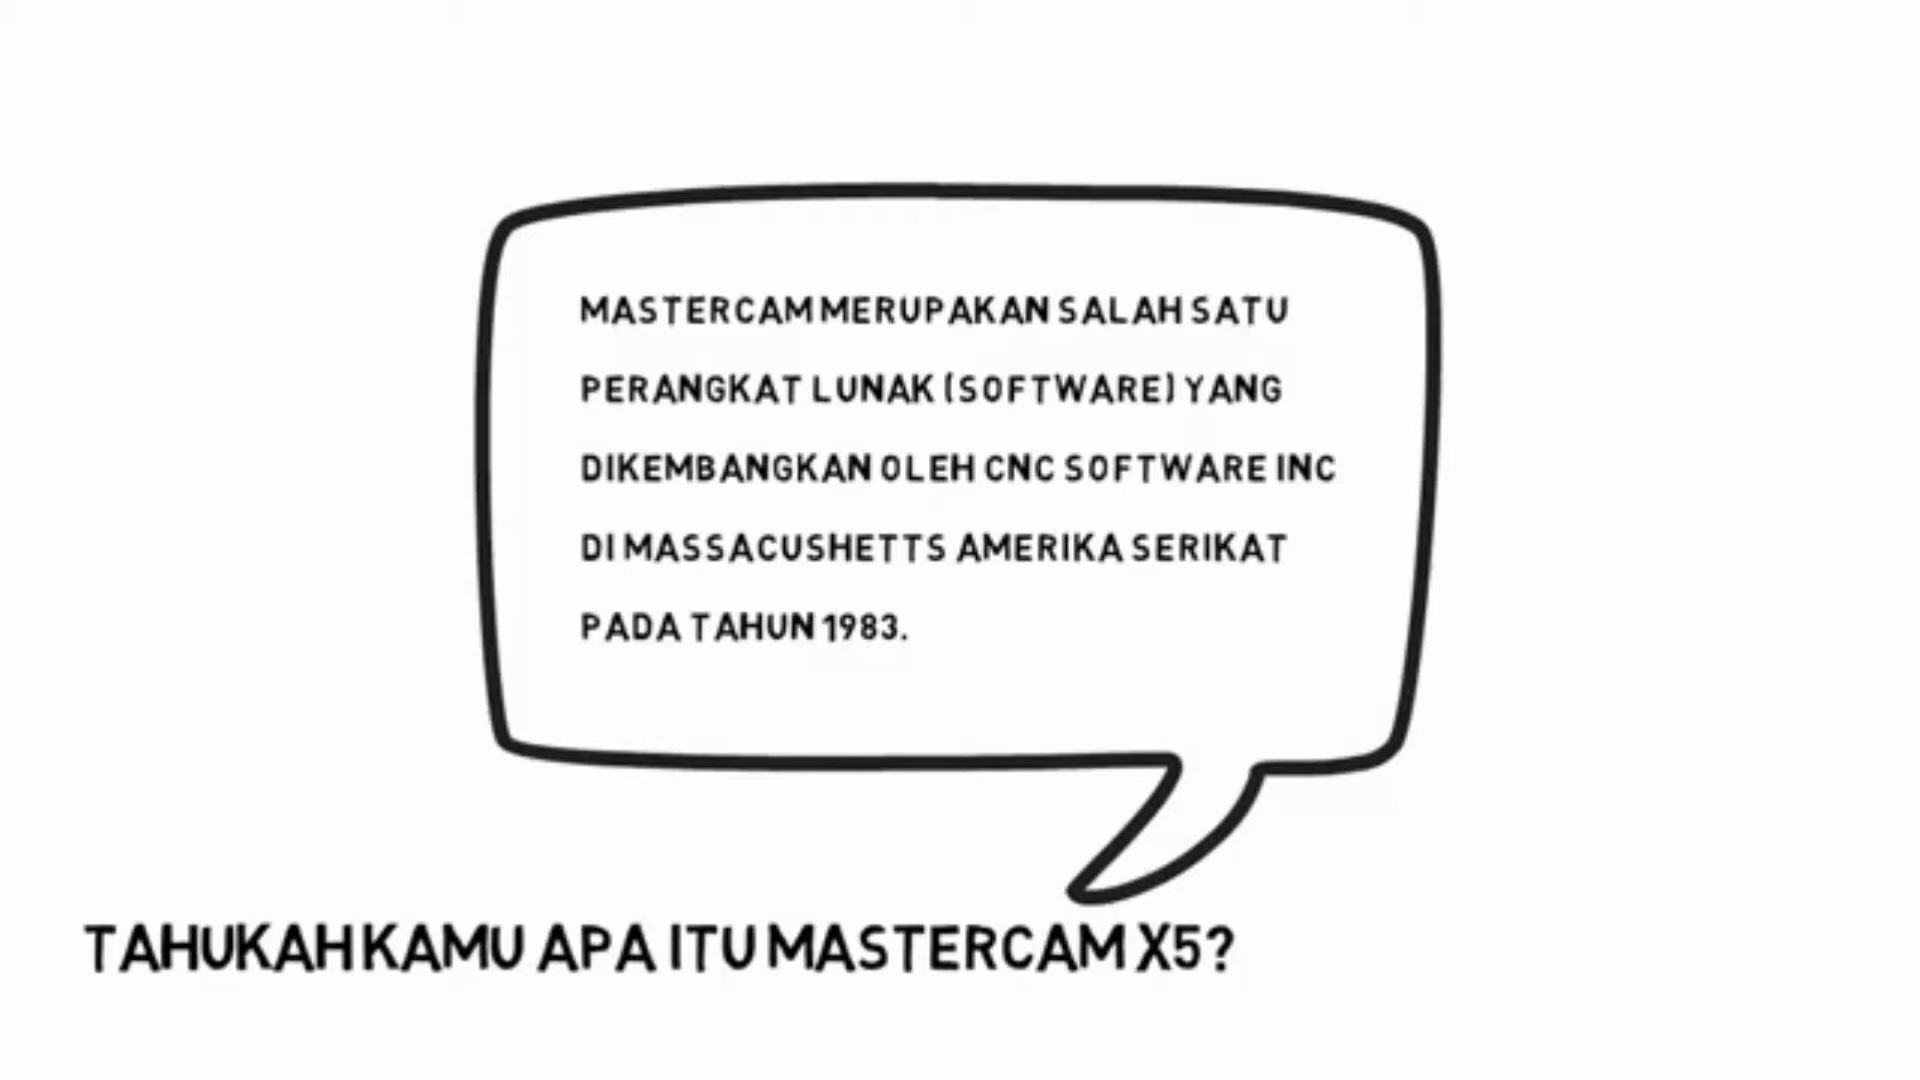 MASTERCAM MERUPAKAN SALAH SATU
PERANGKAT LUNAK (SOFTWARE) YANG
DIKEMBANGKAN OLEH CNC SOFTWARE INC
DI MASSACUSHETTS AMERIKA SERIKAT
PADA TAHUN 1983.
TAHUKAH KAMU APA ITU MASTERCAM X5?